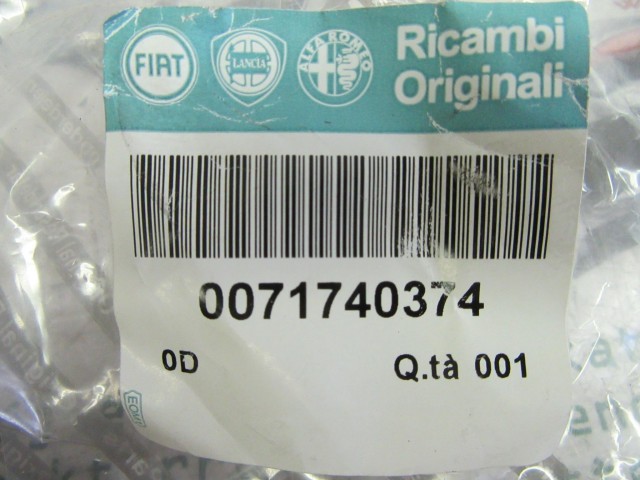 FIAT
LANCIA
ALFA ROMEO
Ricambi
Originali
0071740374
0D
Q.tà 001